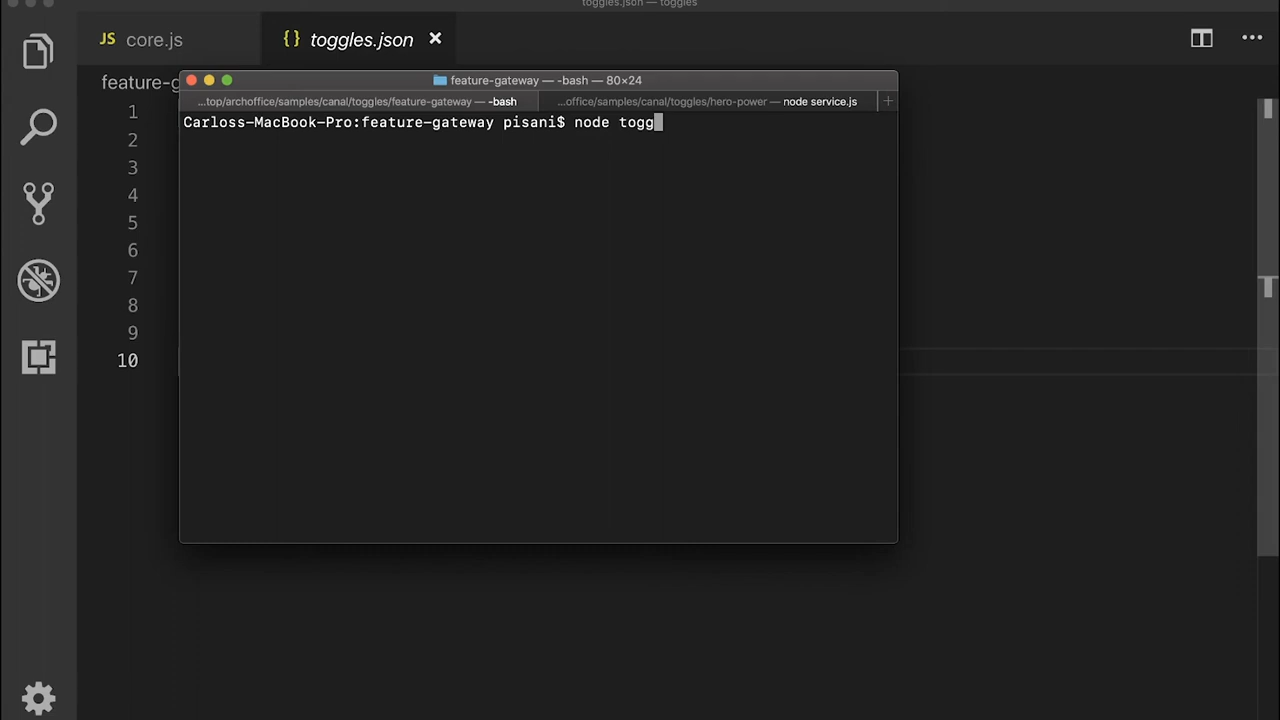 toggles.json — toggles
JS core.js
{} toggles.json ×
feature-g
feature-gateway — -bash — 80×24
...top/archoffice/samples/canal/toggles/feature-gateway — -bash
...office/samples/canal/toggles/hero-power — node service.js
+
Carloss-MacBook-Pro:feature-gateway pisani$ node togg
1
2
3
4
5
6
7
8
9
10